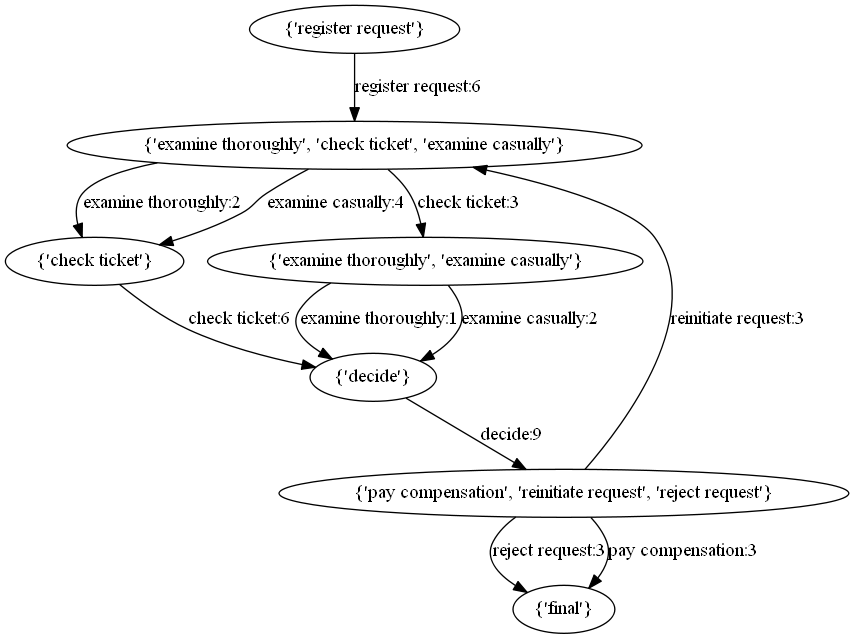 {'register request'}
register request:6
{'examine thoroughly', 'check ticket', 'examine casually'}
examine thoroughly:2
examine casually:4
check ticket:3
{'check ticket'}
{'examine thoroughly', 'examine casually'}
check ticket:6
examine thoroughly:1
examine casually:2
reinitiate request:3
{'decide'}
decide:9
{'pay compensation', 'reinitiate request', 'reject request'}
reject request:3
pay compensation:3
{'final'}